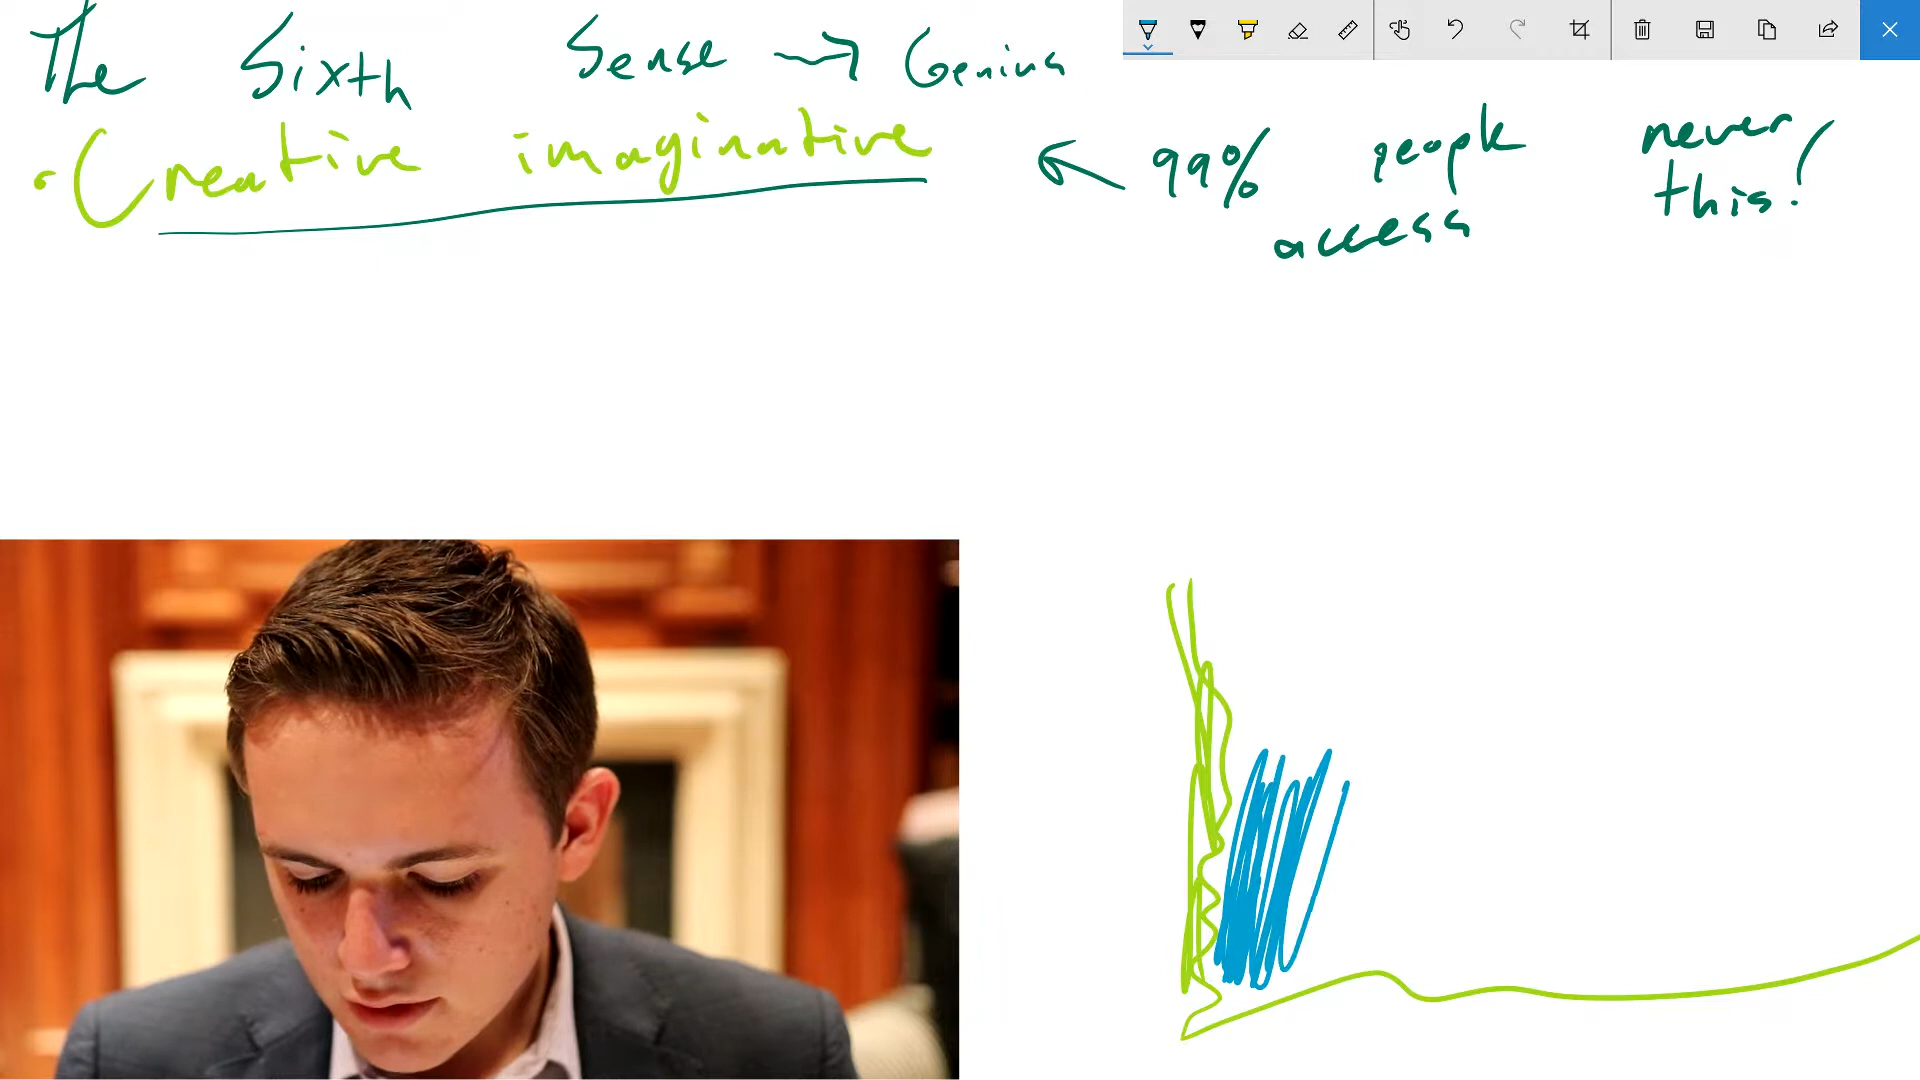 The Sixth Sense → Genius
• Creative imaginative
← 99% people never
access this!